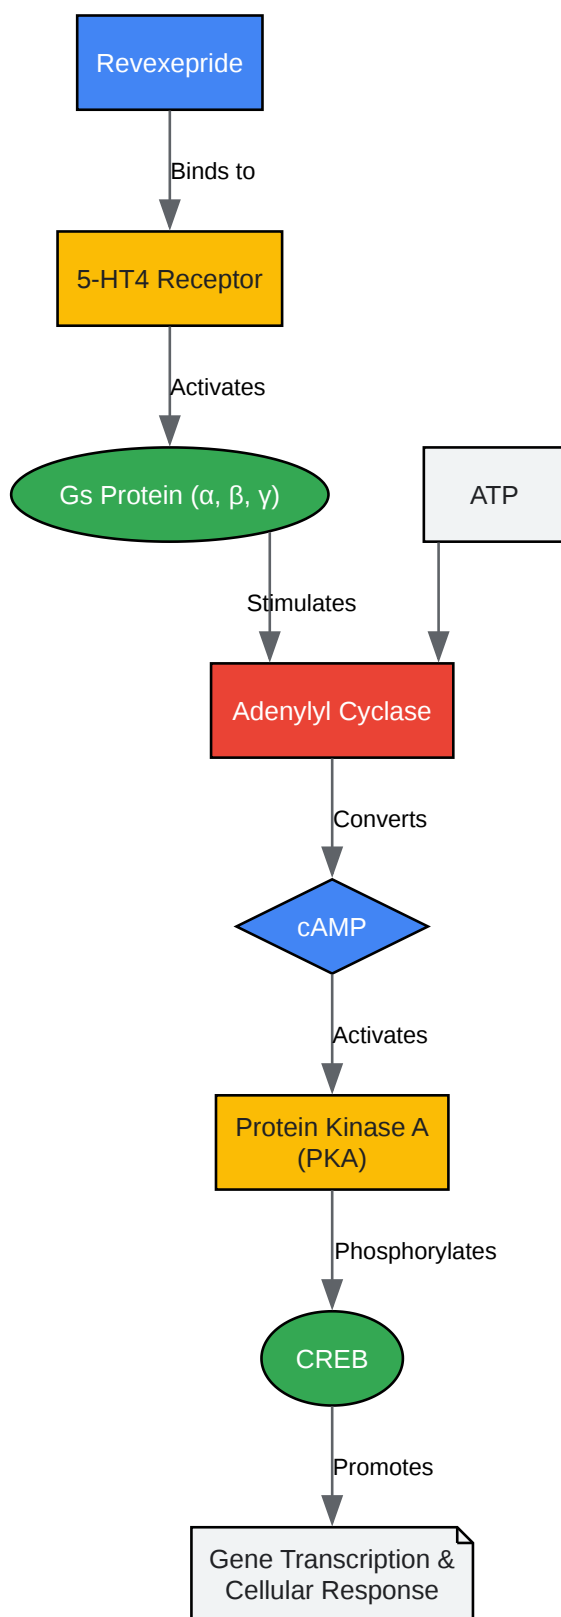 Revexepride
Binds to
5-HT4 Receptor
Activates
Gs Protein (α, β, γ)
ATP
Stimulates
Adenylyl Cyclase
Converts
cAMP
Activates
Protein Kinase A
(PKA)
Phosphorylates
CREB
Promotes
Gene Transcription &
Cellular Response